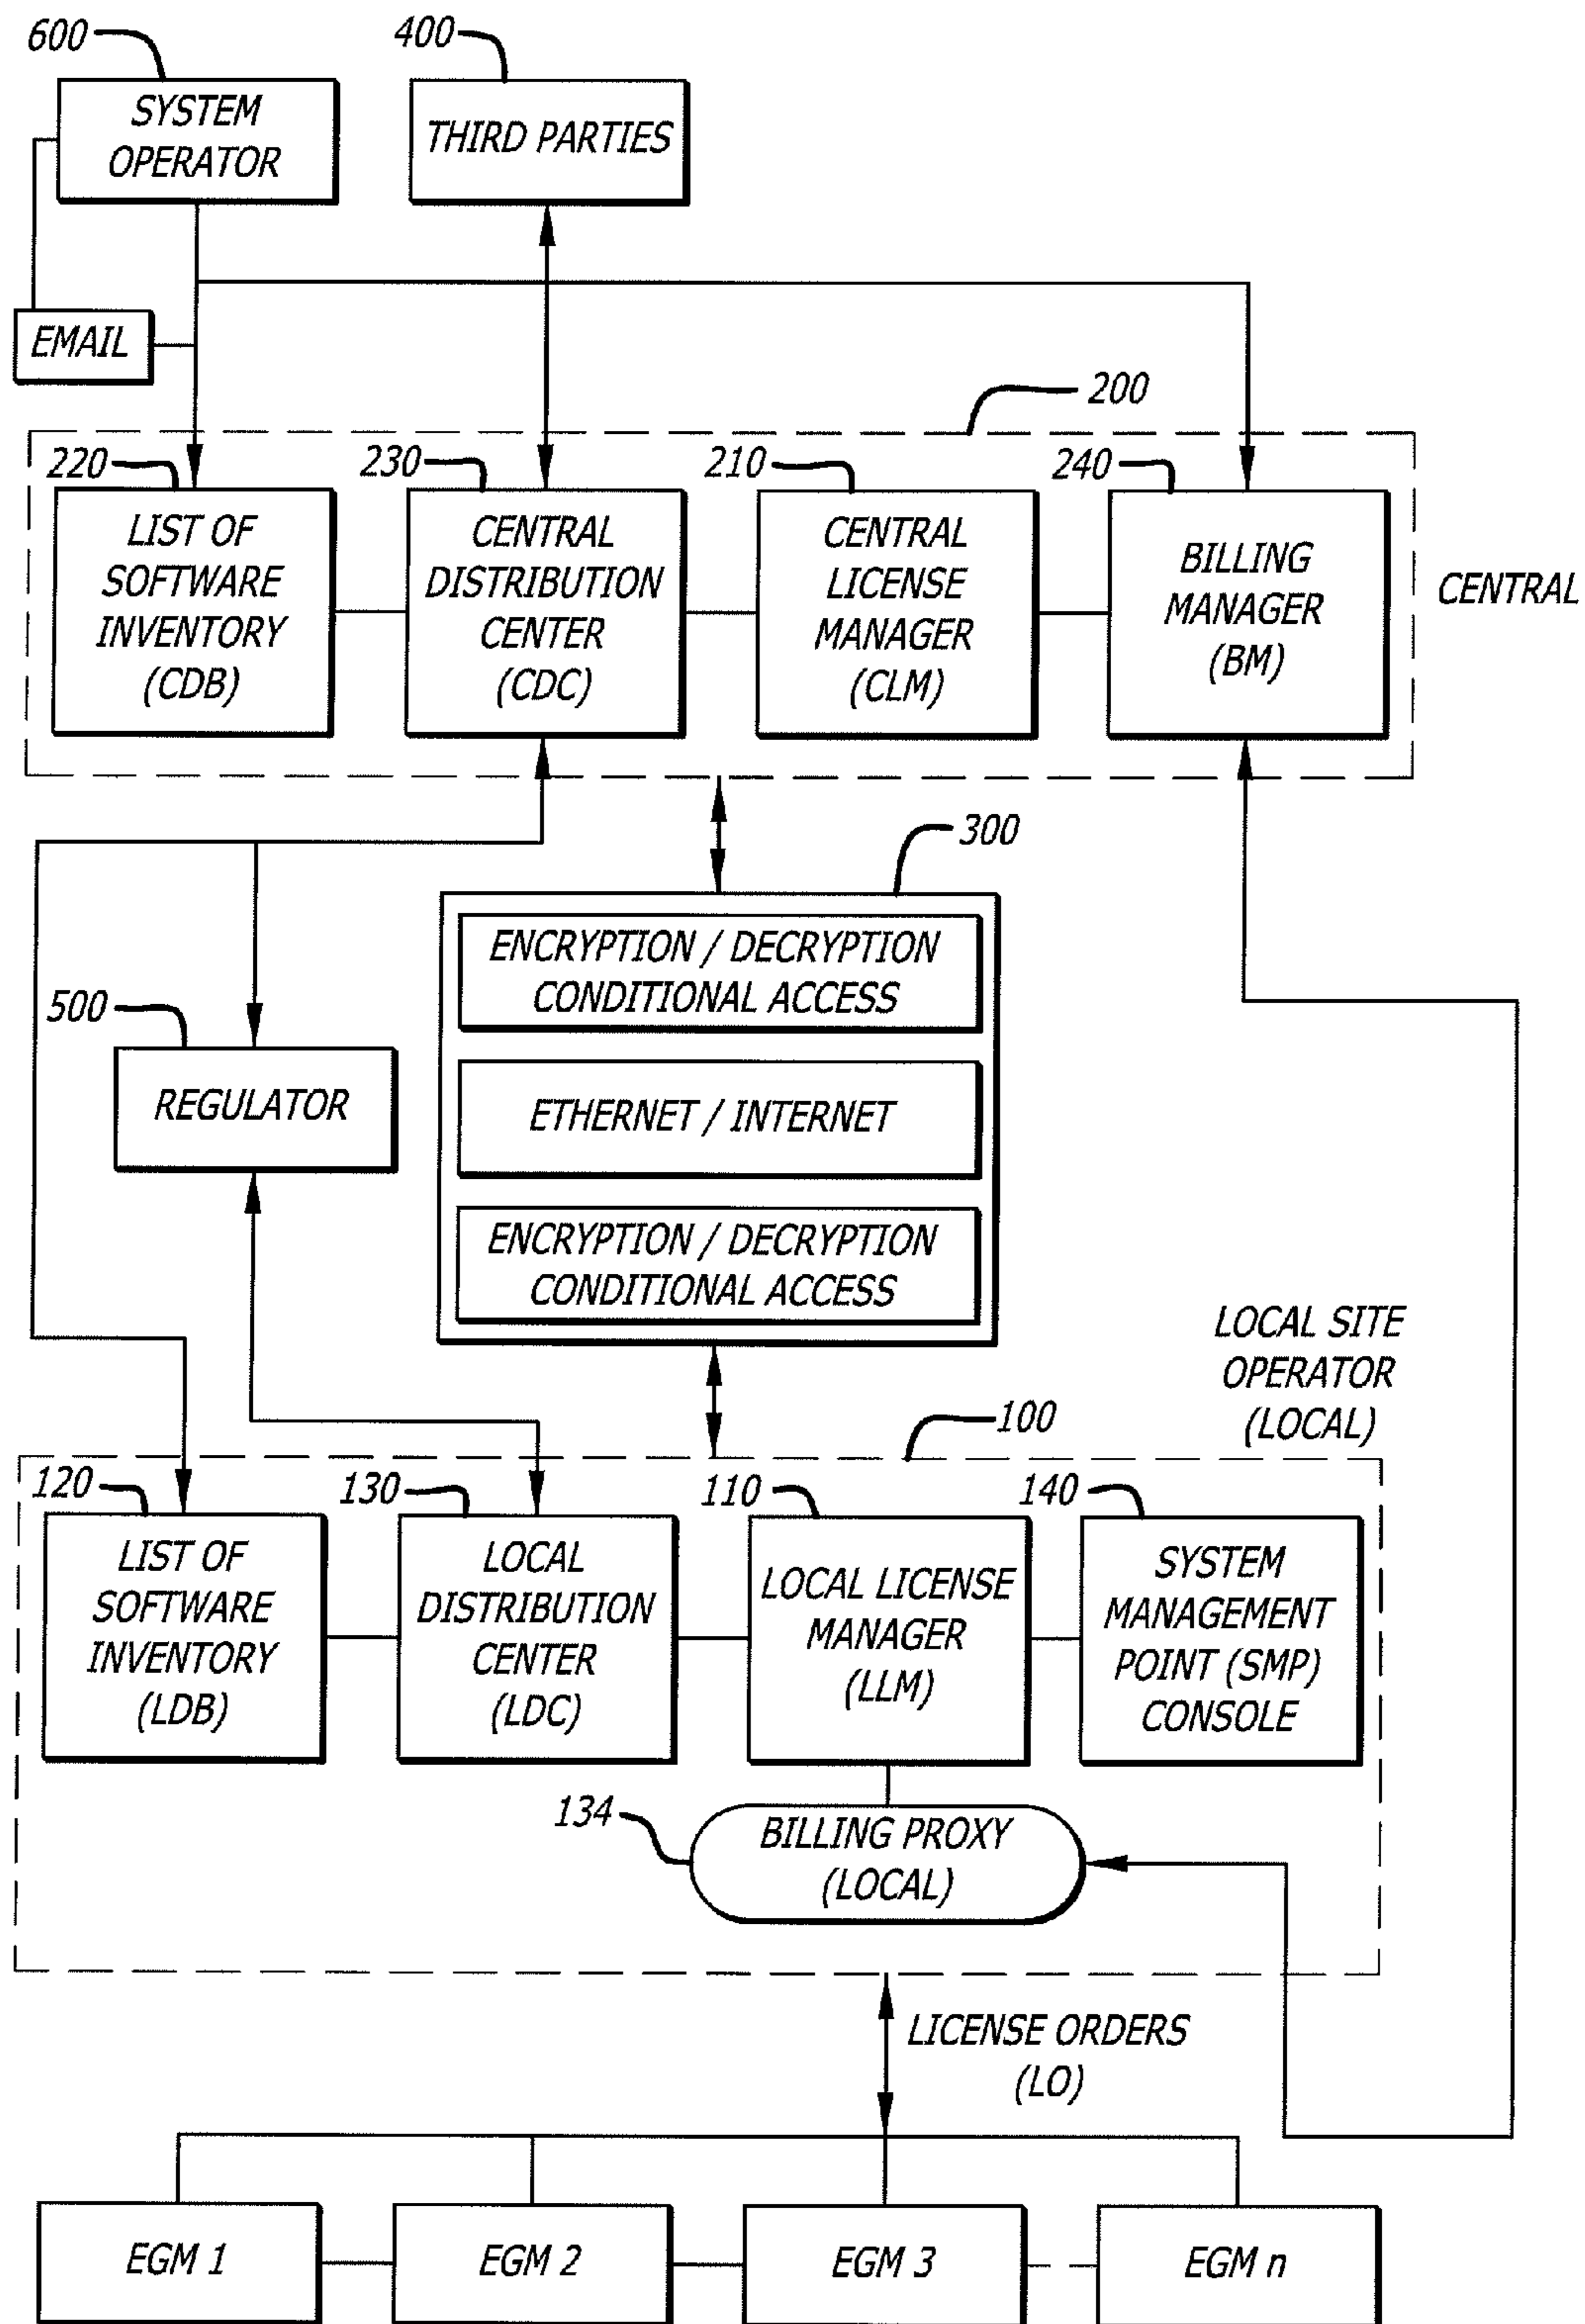 600
400
SYSTEM
OPERATOR
THIRD PARTIES
EMAIL
200
220
230
210
240
LIST OF
SOFTWARE
INVENTORY
(CDB)
CENTRAL
DISTRIBUTION
CENTER
(CDC)
CENTRAL
LICENSE
MANAGER
(CLM)
BILLING
MANAGER
(BM)
CENTRAL
300
ENCRYPTION / DECRYPTION
CONDITIONAL ACCESS
500
REGULATOR
ETHERNET / INTERNET
ENCRYPTION / DECRYPTION
CONDITIONAL ACCESS
LOCAL SITE
OPERATOR
(LOCAL)
100
120
130
110
140
LIST OF
SOFTWARE
INVENTORY
(LDB)
LOCAL
DISTRIBUTION
CENTER
(LDC)
LOCAL LICENSE
MANAGER
(LLM)
SYSTEM
MANAGEMENT
POINT (SMP)
CONSOLE
134
BILLING PROXY
(LOCAL)
LICENSE ORDERS
(LO)
EGM 1
EGM 2
EGM 3
EGM n